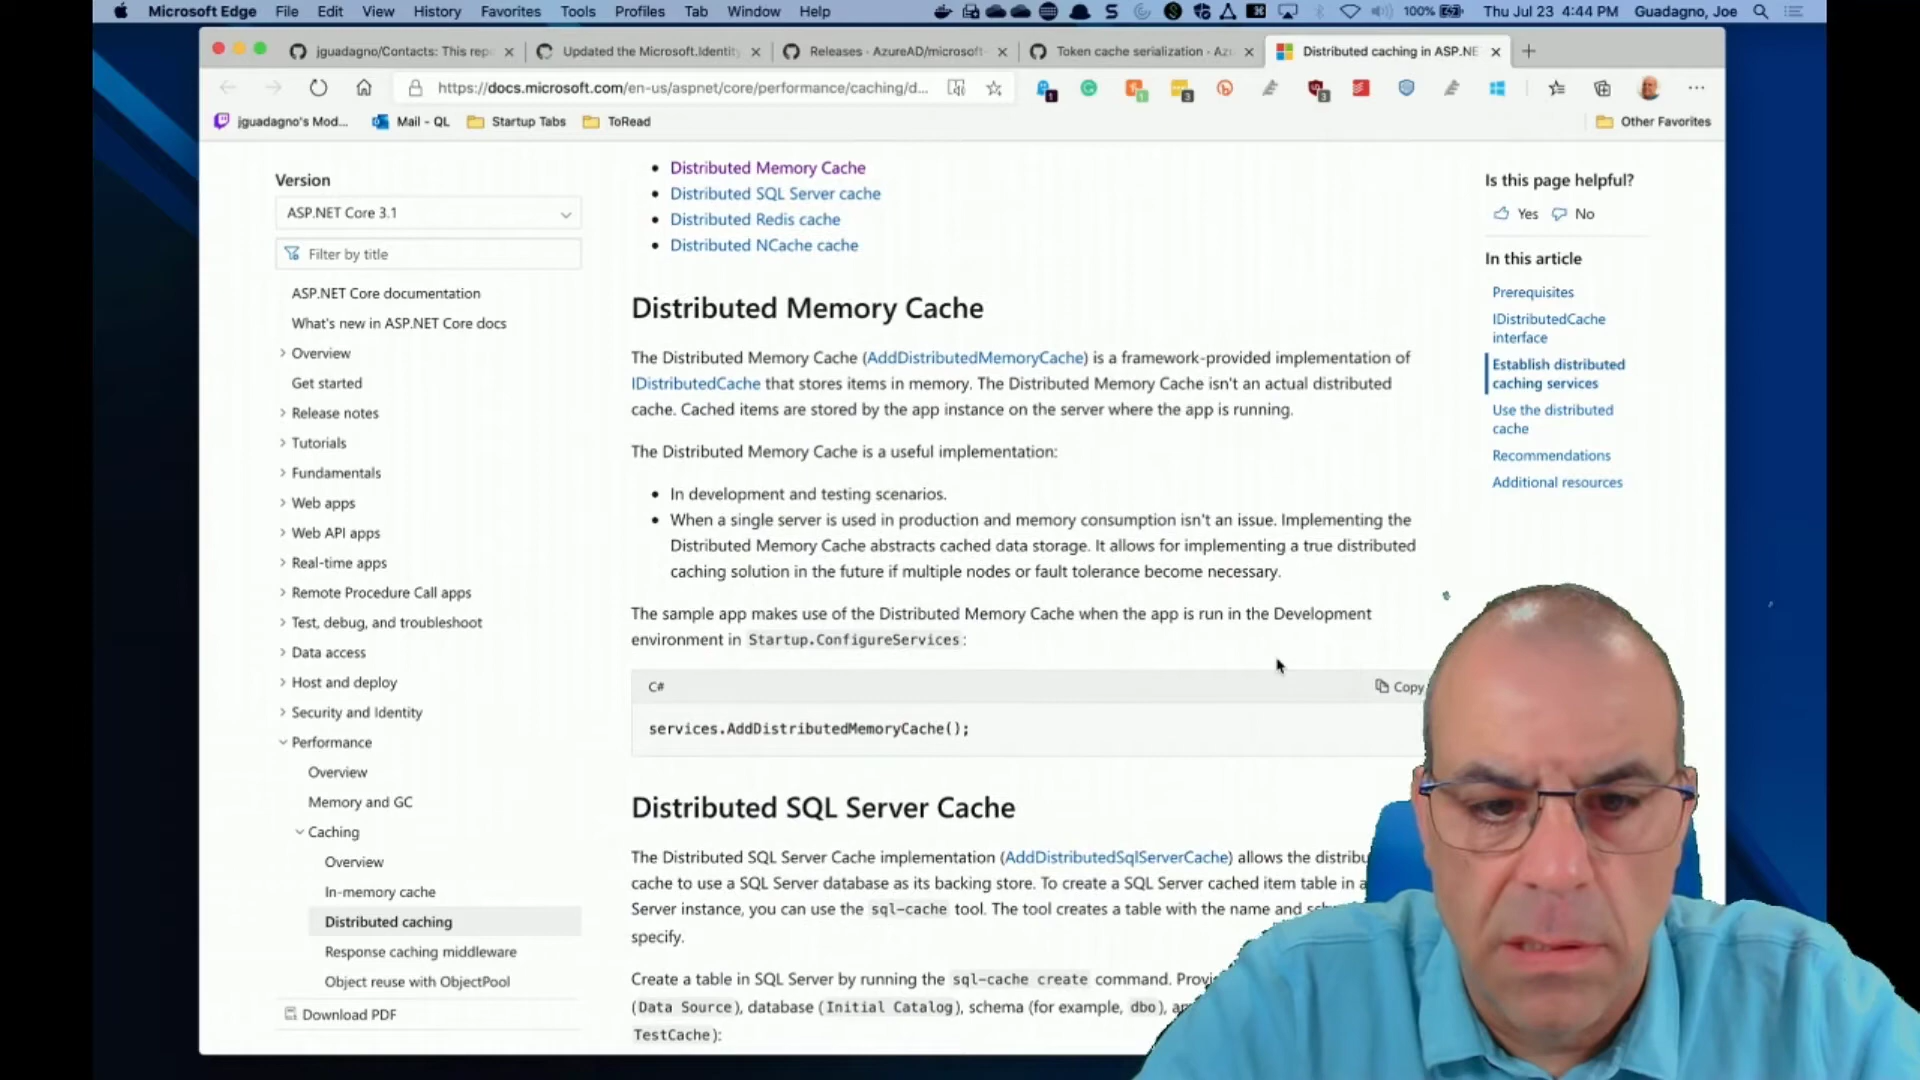 Microsoft Edge File Edit View History Favorites Tools Profiles Tab Window Help 100% Thu Jul 23 4:44 PM Guadagno, Joe
jguadagno/Contacts: This rep
Updated the Microsoft.Identity
Releases · AzureAD/microsoft-
Token cache serialization · Az
Distributed caching in ASP.NE
https://docs.microsoft.com/en-us/aspnet/core/performance/caching/d...
jguadagno's Mod... Mail - QL Startup Tabs ToRead Other Favorites
Version
ASP.NET Core 3.1
Filter by title
ASP.NET Core documentation
What's new in ASP.NET Core docs
Overview
Get started
Release notes
Tutorials
Fundamentals
Web apps
Web API apps
Real-time apps
Remote Procedure Call apps
Test, debug, and troubleshoot
Data access
Host and deploy
Security and Identity
Performance
Overview
Memory and GC
Caching
Overview
In-memory cache
Distributed caching
Response caching middleware
Object reuse with ObjectPool
Download PDF
Distributed Memory Cache
Distributed SQL Server cache
Distributed Redis cache
Distributed NCache cache
Distributed Memory Cache
The Distributed Memory Cache (AddDistributedMemoryCache) is a framework-provided implementation of
IDistributedCache that stores items in memory. The Distributed Memory Cache isn't an actual distributed
cache. Cached items are stored by the app instance on the server where the app is running.
The Distributed Memory Cache is a useful implementation:
In development and testing scenarios.
When a single server is used in production and memory consumption isn't an issue. Implementing the
Distributed Memory Cache abstracts cached data storage. It allows for implementing a true distributed
caching solution in the future if multiple nodes or fault tolerance become necessary.
The sample app makes use of the Distributed Memory Cache when the app is run in the Development
environment in Startup.ConfigureServices:
C# Copy
services.AddDistributedMemoryCache();
Distributed SQL Server Cache
The Distributed SQL Server Cache implementation (AddDistributedSqlServerCache) allows the distribu
cache to use a SQL Server database as its backing store. To create a SQL Server cached item table in a
Server instance, you can use the sql-cache tool. The tool creates a table with the name and
specify.
Create a table in SQL Server by running the sql-cache create command. Provi
(Data Source), database (Initial Catalog), schema (for example, dbo), an
TestCache):
Is this page helpful?
Yes No
In this article
Prerequisites
IDistributedCache
interface
Establish distributed
caching services
Use the distributed
cache
Recommendations
Additional resources